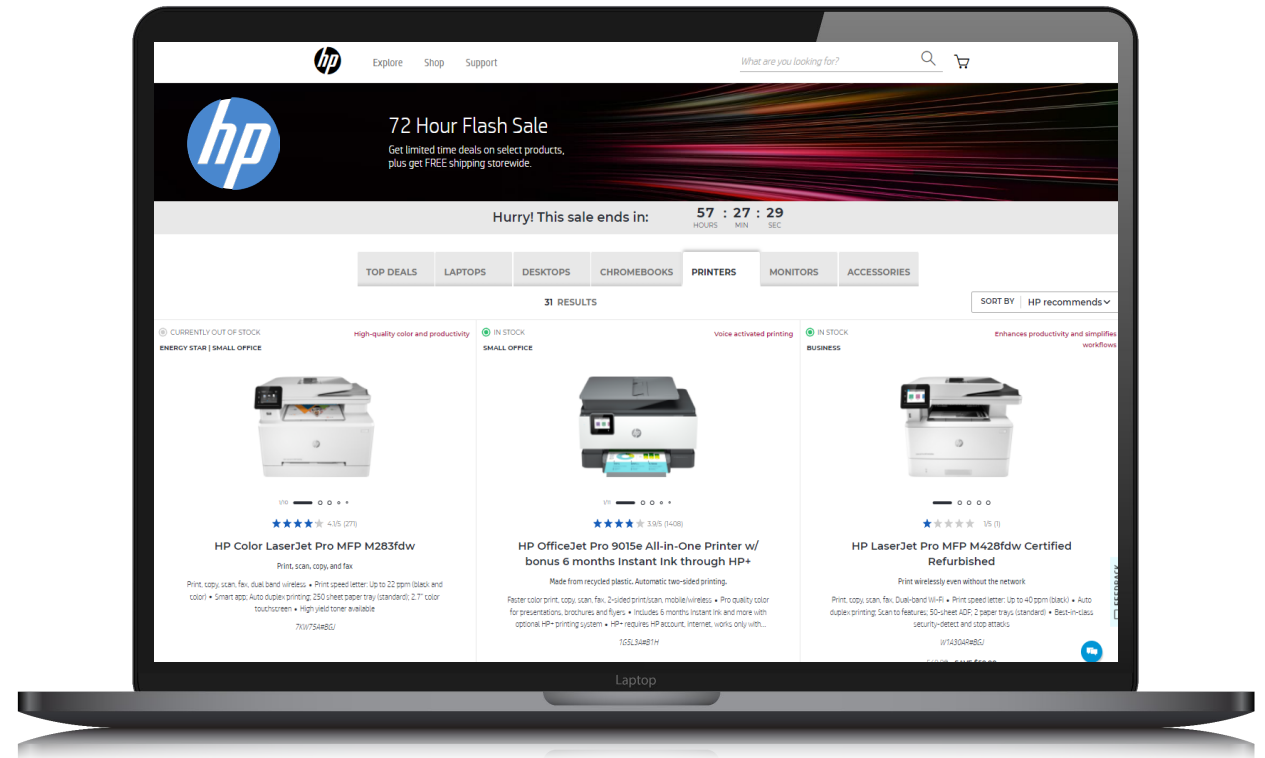 hp
Explore Shop Support
What are you looking for?
hp
72 Hour Flash Sale
Get limited time deals on select products,
plus get FREE shipping storewide.
Hurry! This sale ends in:
57 : 27 : 29
HOURS MIN SEC
TOP DEALS LAPTOPS DESKTOPS CHROMEBOOKS PRINTERS MONITORS ACCESSORIES
31 RESULTS
SORT BY HP recommends
CURRENTLY OUT OF STOCK
High-quality color and productivity
ENERGY STAR | SMALL OFFICE
1/10
4.1/5 (271)
HP Color LaserJet Pro MFP M283fdw
Print, scan, copy, and fax
Print, copy, scan, fax, dual band wireless • Print speed letter: Up to 22 ppm (black and
color) • Smart app; Auto duplex printing; 250 sheet paper tray (standard); 2.7" color
touchscreen • High yield toner available
7KW75A#BGJ
IN STOCK
Voice activated printing
SMALL OFFICE
1/11
3.9/5 (1408)
HP OfficeJet Pro 9015e All-in-One Printer w/
bonus 6 months Instant Ink through HP+
Made from recycled plastic. Automatic two-sided printing.
Faster color print, copy, scan, fax, 2-sided print/scan, mobile/wireless • Pro quality color
for presentations, brochures and flyers • Includes 6 months Instant Ink and more with
optional HP+ printing system • HP+ requires HP account, internet, works only with...
1G5L3A#B1H
IN STOCK
Enhances productivity and simplifies
workflows
BUSINESS
1/5 (1)
HP LaserJet Pro MFP M428fdw Certified
Refurbished
Print wirelessly even without the network
Print, copy, scan, fax, Dual-band Wi-Fi • Print speed letter: Up to 40 ppm (black) • Auto
duplex printing; Scan to features; 50-sheet ADF; 2 paper trays (standard) • Best-in-class
security-detect and stop attacks
W1A30AR#BGJ
FEEDBACK
Laptop